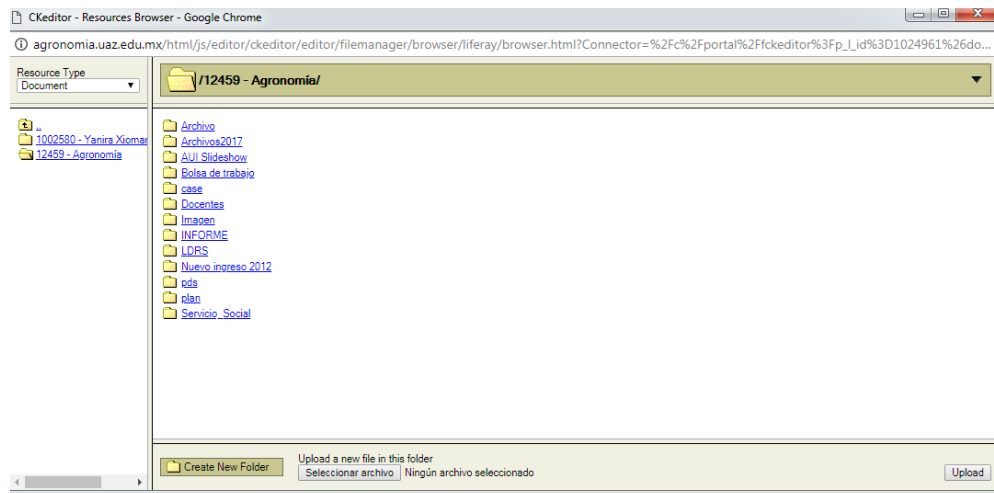 CKeditor - Resources Browser - Google Chrome
agronomia.uaz.edu.mx/html/js/editor/ckeditor/editor/filemanager/browser/liferay/browser.html?Connector=%2Fc%2Fportal%2Ffckeditor%3Fp_l_id%3D1024961%26do...
Resource Type
Document
/12459 - Agronomía/
..
1002580 - Yanira Xiomar
12459 - Agronomía
Archivo
Archivos2017
AUI Slideshow
Bolsa de trabajo
case
Docentes
Imagen
INFORME
LDRS
Nuevo ingreso 2012
pds
plan
Servicio_Social
Create New Folder
Upload a new file in this folder
Seleccionar archivo Ningún archivo seleccionado
Upload